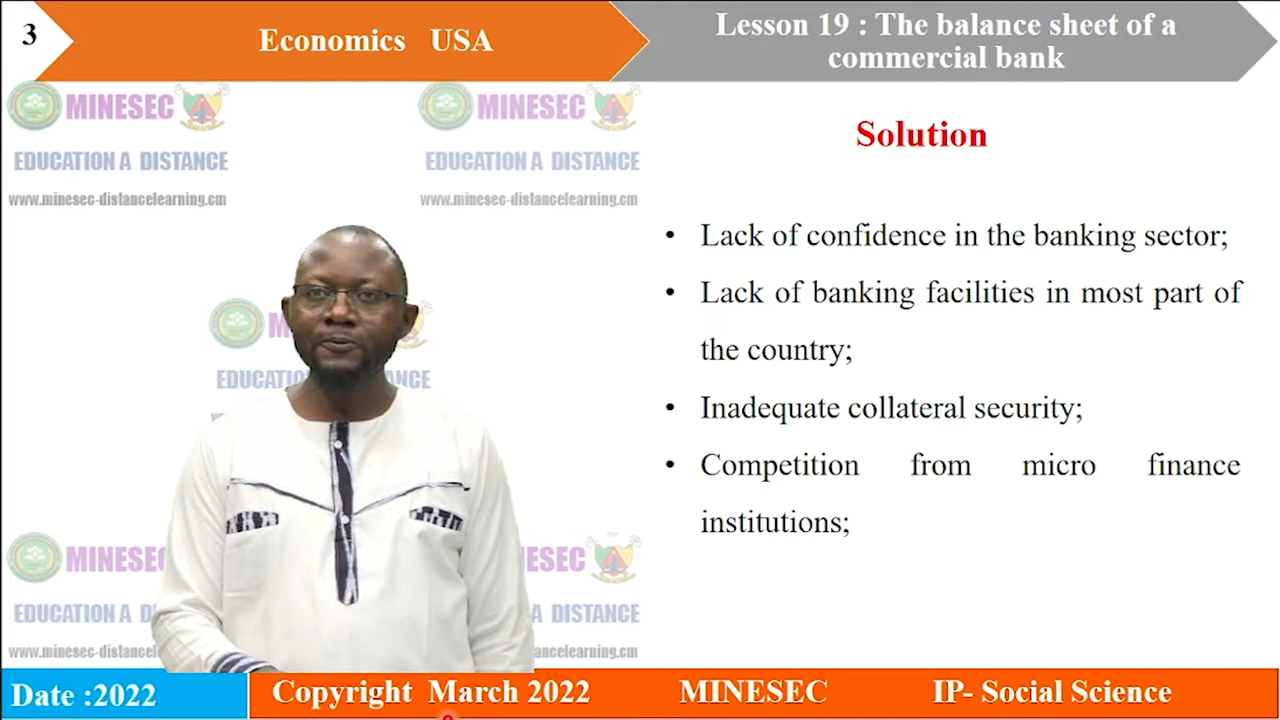 3
Economics USA
Lesson 19 : The balance sheet of a
commercial bank
MINESEC
MINESEC
EDUCATION A DISTANCE
EDUCATION A DISTANCE
www.minesec-distancelearning.cm
www.minesec-distancelearning.cm
Solution
• Lack of confidence in the banking sector;
• Lack of banking facilities in most part of
the country;
• Inadequate collateral security;
• Competition from micro finance
institutions;
MINESEC
ESEC
EDUCATION A D
A DISTANCE
www.minesec-distancel
ancelearning.cm
Date :2022
Copyright March 2022
MINESEC
IP- Social Science